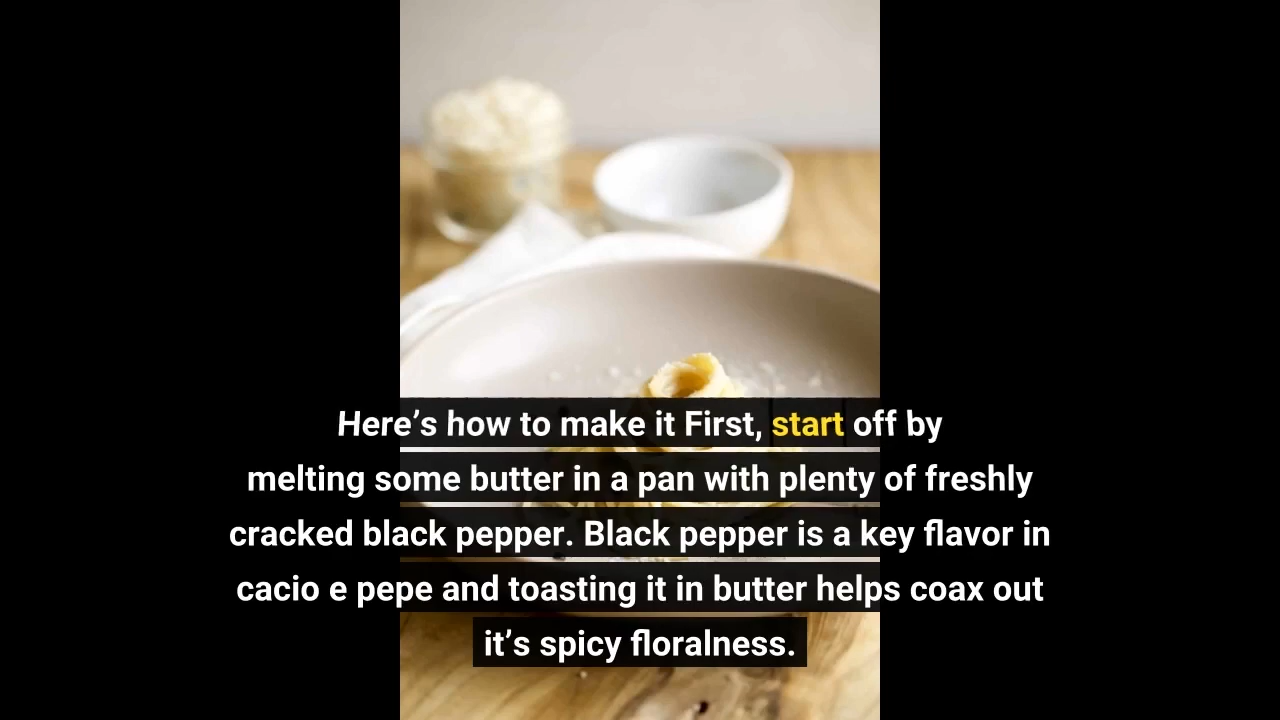 Here’s how to make it First, start off by
melting some butter in a pan with plenty of freshly
cracked black pepper. Black pepper is a key flavor in
cacio e pepe and toasting it in butter helps coax out
it’s spicy floralness.